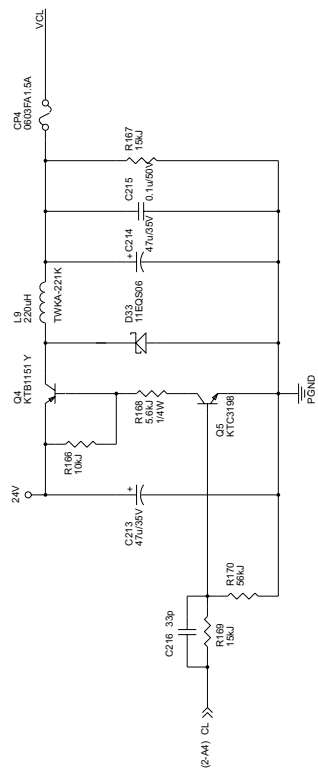 (2-A4) CL
C216 33p
R169
15kJ
R170
56kJ
24V
C213
47u/35V
R166
10kJ
Q4
KTB1151 Y
R168
5.6kJ
1/4W
Q5
KTC3198
PGND
L9
220uH
TWKA-221K
D33
11EQS06
C214
47u/35V
+
+
C215
0.1u/50V
R167
15kJ
CP4
0603FA1.5A
VCL